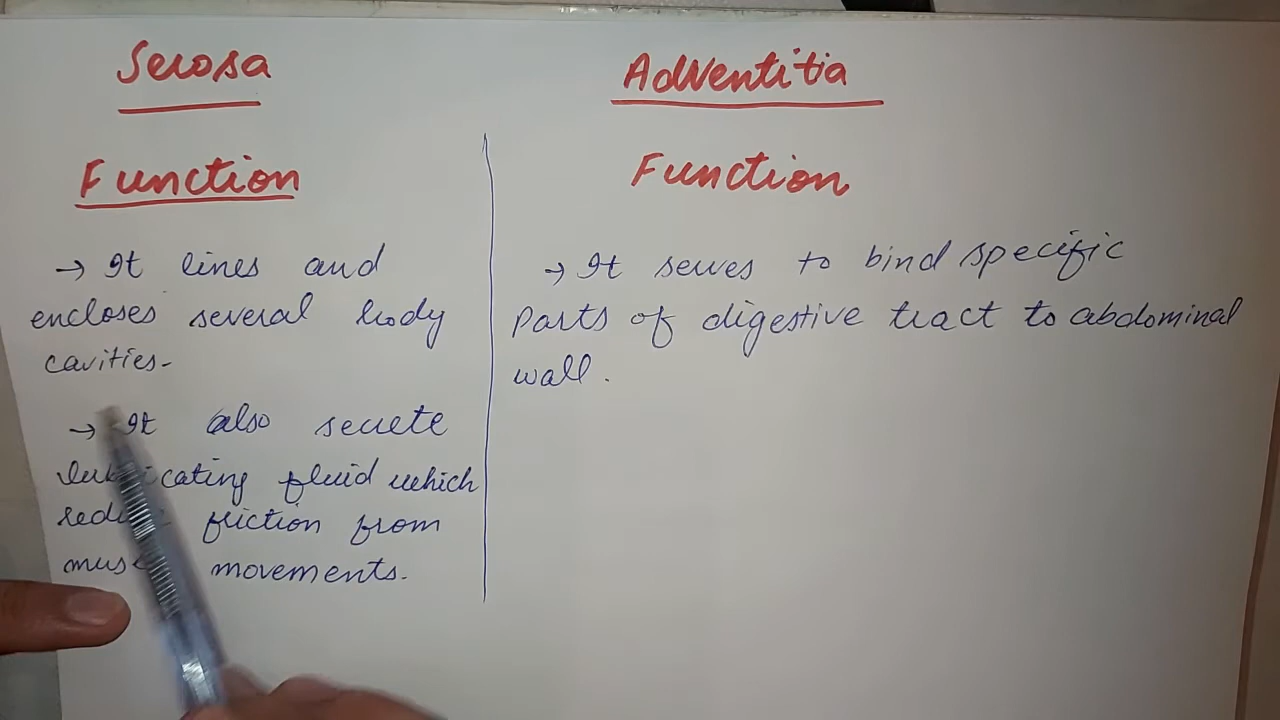 Serosa
Function
→ It lines and
encloses several body
cavities.
→ It also secrete
fluid which
friction from
movements.
Adventitia
Function
→ It serves to bind specific
parts of digestive tract to abdominal
wall.